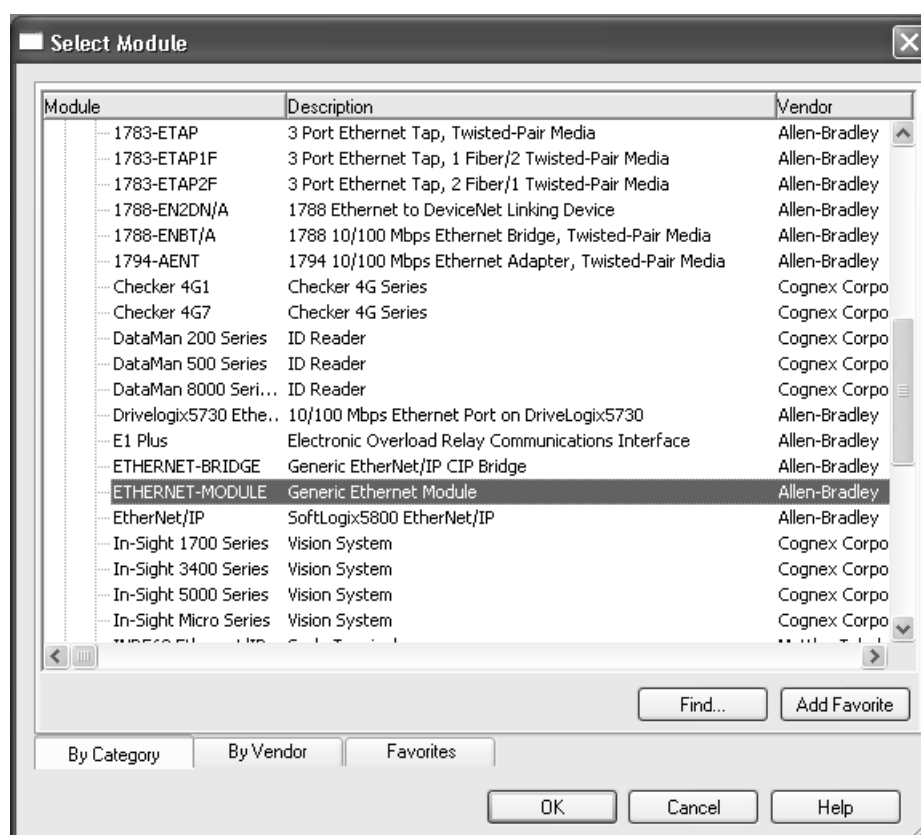 Select Module
Module Description Vendor
1783-ETAP 3 Port Ethernet Tap, Twisted-Pair Media Allen-Bradley
1783-ETAP1F 3 Port Ethernet Tap, 1 Fiber/2 Twisted-Pair Media Allen-Bradley
1783-ETAP2F 3 Port Ethernet Tap, 2 Fiber/1 Twisted-Pair Media Allen-Bradley
1788-EN2DN/A 1788 Ethernet to DeviceNet Linking Device Allen-Bradley
1788-ENBT/A 1788 10/100 Mbps Ethernet Bridge, Twisted-Pair Media Allen-Bradley
1794-AENT 1794 10/100 Mbps Ethernet Adapter, Twisted-Pair Media Allen-Bradley
Checker 4G1 Checker 4G Series Cognex Corpo
Checker 4G7 Checker 4G Series Cognex Corpo
DataMan 200 Series ID Reader Cognex Corpo
DataMan 500 Series ID Reader Cognex Corpo
DataMan 8000 Seri... ID Reader Cognex Corpo
Drivelogix5730 Ethe.. 10/100 Mbps Ethernet Port on DriveLogix5730 Allen-Bradley
E1 Plus Electronic Overload Relay Communications Interface Allen-Bradley
ETHERNET-BRIDGE Generic EtherNet/IP CIP Bridge Allen-Bradley
ETHERNET-MODULE Generic Ethernet Module Allen-Bradley
EtherNet/IP SoftLogix5800 EtherNet/IP Allen-Bradley
In-Sight 1700 Series Vision System Cognex Corpo
In-Sight 3400 Series Vision System Cognex Corpo
In-Sight 5000 Series Vision System Cognex Corpo
In-Sight Micro Series Vision System Cognex Corpo
Find... Add Favorite
By Category By Vendor Favorites
OK Cancel Help